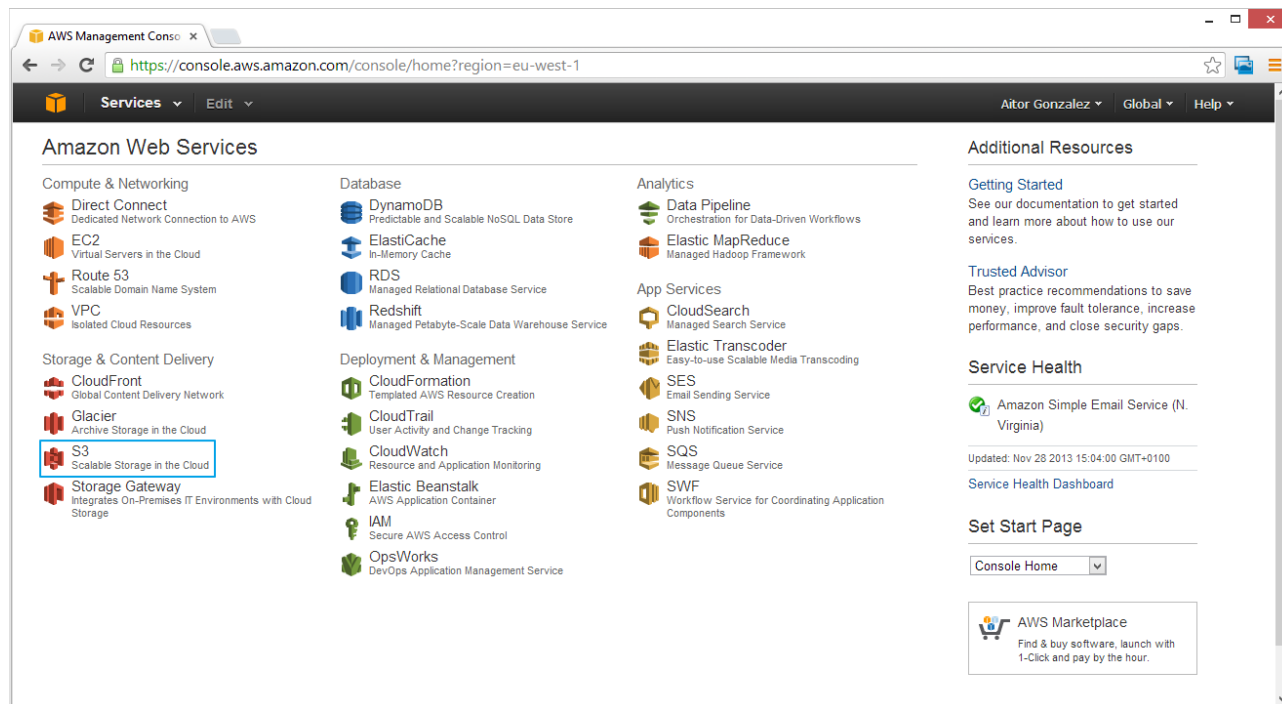 AWS Management Conso
https://console.aws.amazon.com/console/home?region=eu-west-1
Services
Edit
Aitor Gonzalez
Global
Help
Amazon Web Services
Compute & Networking
Direct Connect
Dedicated Network Connection to AWS
EC2
Virtual Servers in the Cloud
Route 53
Scalable Domain Name System
VPC
Isolated Cloud Resources
Storage & Content Delivery
CloudFront
Global Content Delivery Network
Glacier
Archive Storage in the Cloud
S3
Scalable Storage in the Cloud
Storage Gateway
Integrates On-Premises IT Environments with Cloud
Storage
Database
DynamoDB
Predictable and Scalable NoSQL Data Store
ElastiCache
In-Memory Cache
RDS
Managed Relational Database Service
Redshift
Managed Petabyte-Scale Data Warehouse Service
Deployment & Management
CloudFormation
Templated AWS Resource Creation
CloudTrail
User Activity and Change Tracking
CloudWatch
Resource and Application Monitoring
Elastic Beanstalk
AWS Application Container
IAM
Secure AWS Access Control
OpsWorks
DevOps Application Management Service
Analytics
Data Pipeline
Orchestration for Data-Driven Workflows
Elastic MapReduce
Managed Hadoop Framework
App Services
CloudSearch
Managed Search Service
Elastic Transcoder
Easy-to-use Scalable Media Transcoding
SES
Email Sending Service
SNS
Push Notification Service
SQS
Message Queue Service
SWF
Workflow Service for Coordinating Application
Components
Additional Resources
Getting Started
See our documentation to get started
and learn more about how to use our
services.
Trusted Advisor
Best practice recommendations to save
money, improve fault tolerance, increase
performance, and close security gaps.
Service Health
Amazon Simple Email Service (N.
Virginia)
Updated: Nov 28 2013 15:04:00 GMT+0100
Service Health Dashboard
Set Start Page
Console Home
AWS Marketplace
Find & buy software, launch with
1-Click and pay by the hour.